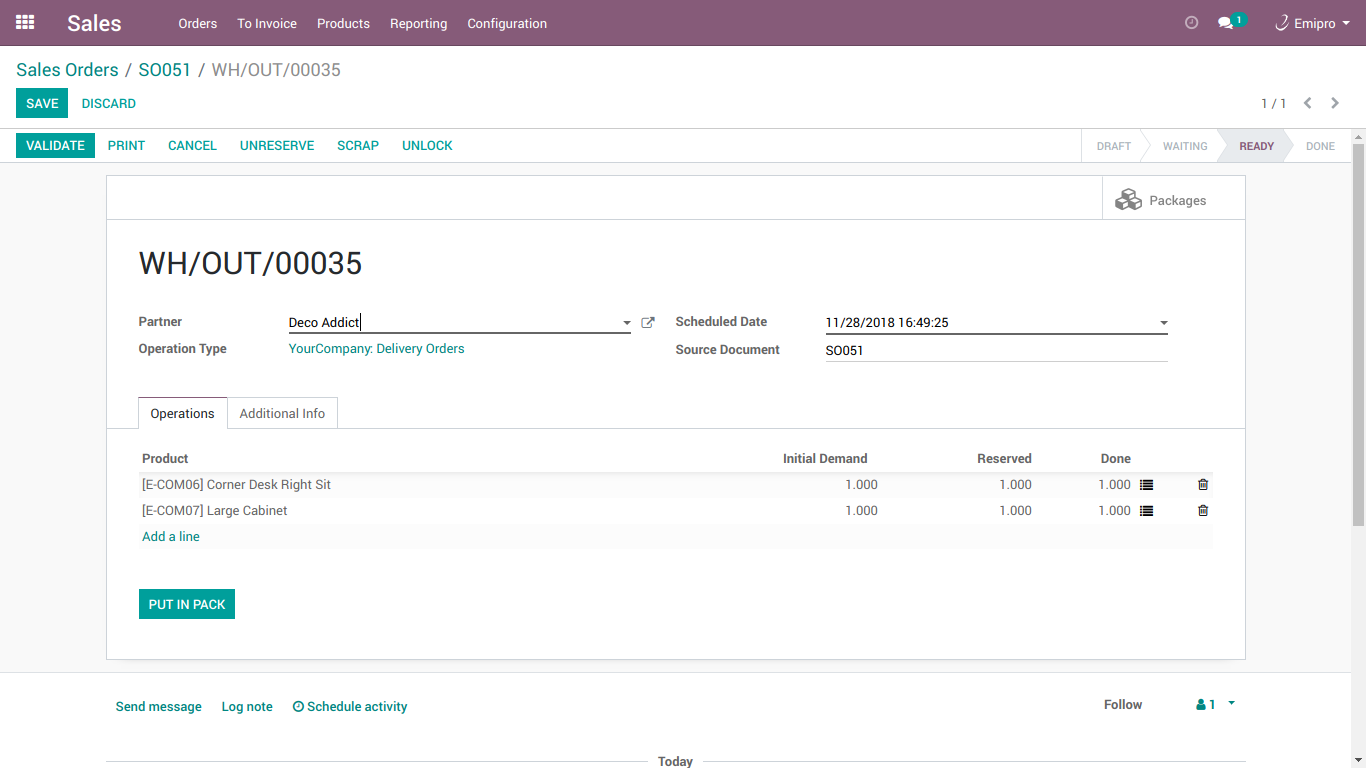 Sales Orders To Invoice Products Reporting Configuration 1 Emipro
Sales Orders / SO051 / WH/OUT/00035
SAVE DISCARD 1 / 1
VALIDATE PRINT CANCEL UNRESERVE SCRAP UNLOCK DRAFT WAITING READY DONE
Packages
WH/OUT/00035
Partner Deco Addict Scheduled Date 11/28/2018 16:49:25
Operation Type YourCompany: Delivery Orders Source Document SO051
Operations Additional Info
Product Initial Demand Reserved Done
[E-COM06] Corner Desk Right Sit 1.000 1.000 1.000
[E-COM07] Large Cabinet 1.000 1.000 1.000
Add a line
PUT IN PACK
Send message Log note Schedule activity Follow 1
Today